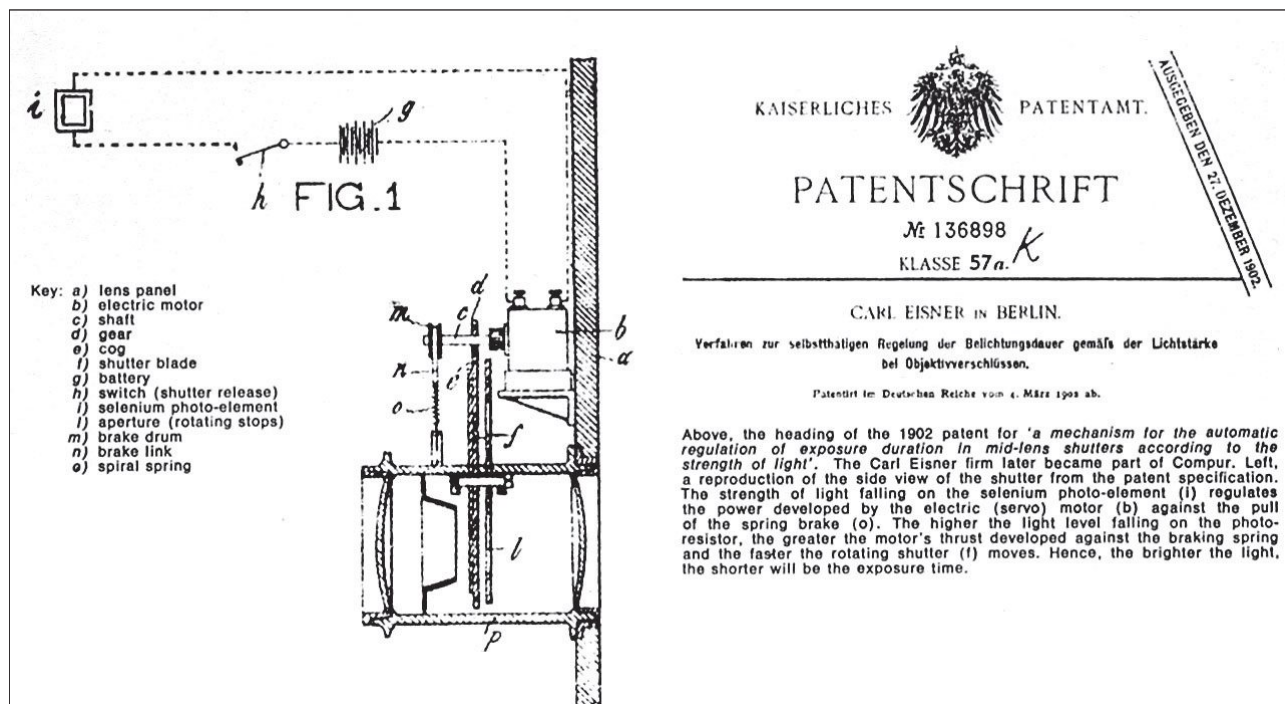 i
g
h
FIG.1
Key: a) lens panel
b) electric motor
c) shaft
d) gear
e) cog
f) shutter blade
g) battery
h) switch (shutter release)
i) selenium photo-element
l) aperture (rotating stops)
m) brake drum
n) brake link
o) spiral spring
m
c
d
b
a
n
e
o
f
l
p
KAISERLICHES PATENTAMT.
AUSGEGEBEN DEN 27. DEZEMBER 1902.
PATENTSCHRIFT
№ 136898
KLASSE 57a. K
CARL EISNER IN BERLIN.
Verfahren zur selbstthätigen Regelung der Belichtungsdauer gemäfs der Lichtstärke
bei Objektivverschlüssen.
Patentirt im Deutschen Reiche vom 4. März 1902 ab.
Above, the heading of the 1902 patent for 'a mechanism for the automatic
regulation of exposure duration in mid-lens shutters according to the
strength of light'. The Carl Eisner firm later became part of Compur. Left,
a reproduction of the side view of the shutter from the patent specification.
The strength of light falling on the selenium photo-element (i) regulates
the power developed by the electric (servo) motor (b) against the pull
of the spring brake (o). The higher the light level falling on the photo-
resistor, the greater the motor's thrust developed against the braking spring
and the faster the rotating shutter (f) moves. Hence, the brighter the light,
the shorter will be the exposure time.